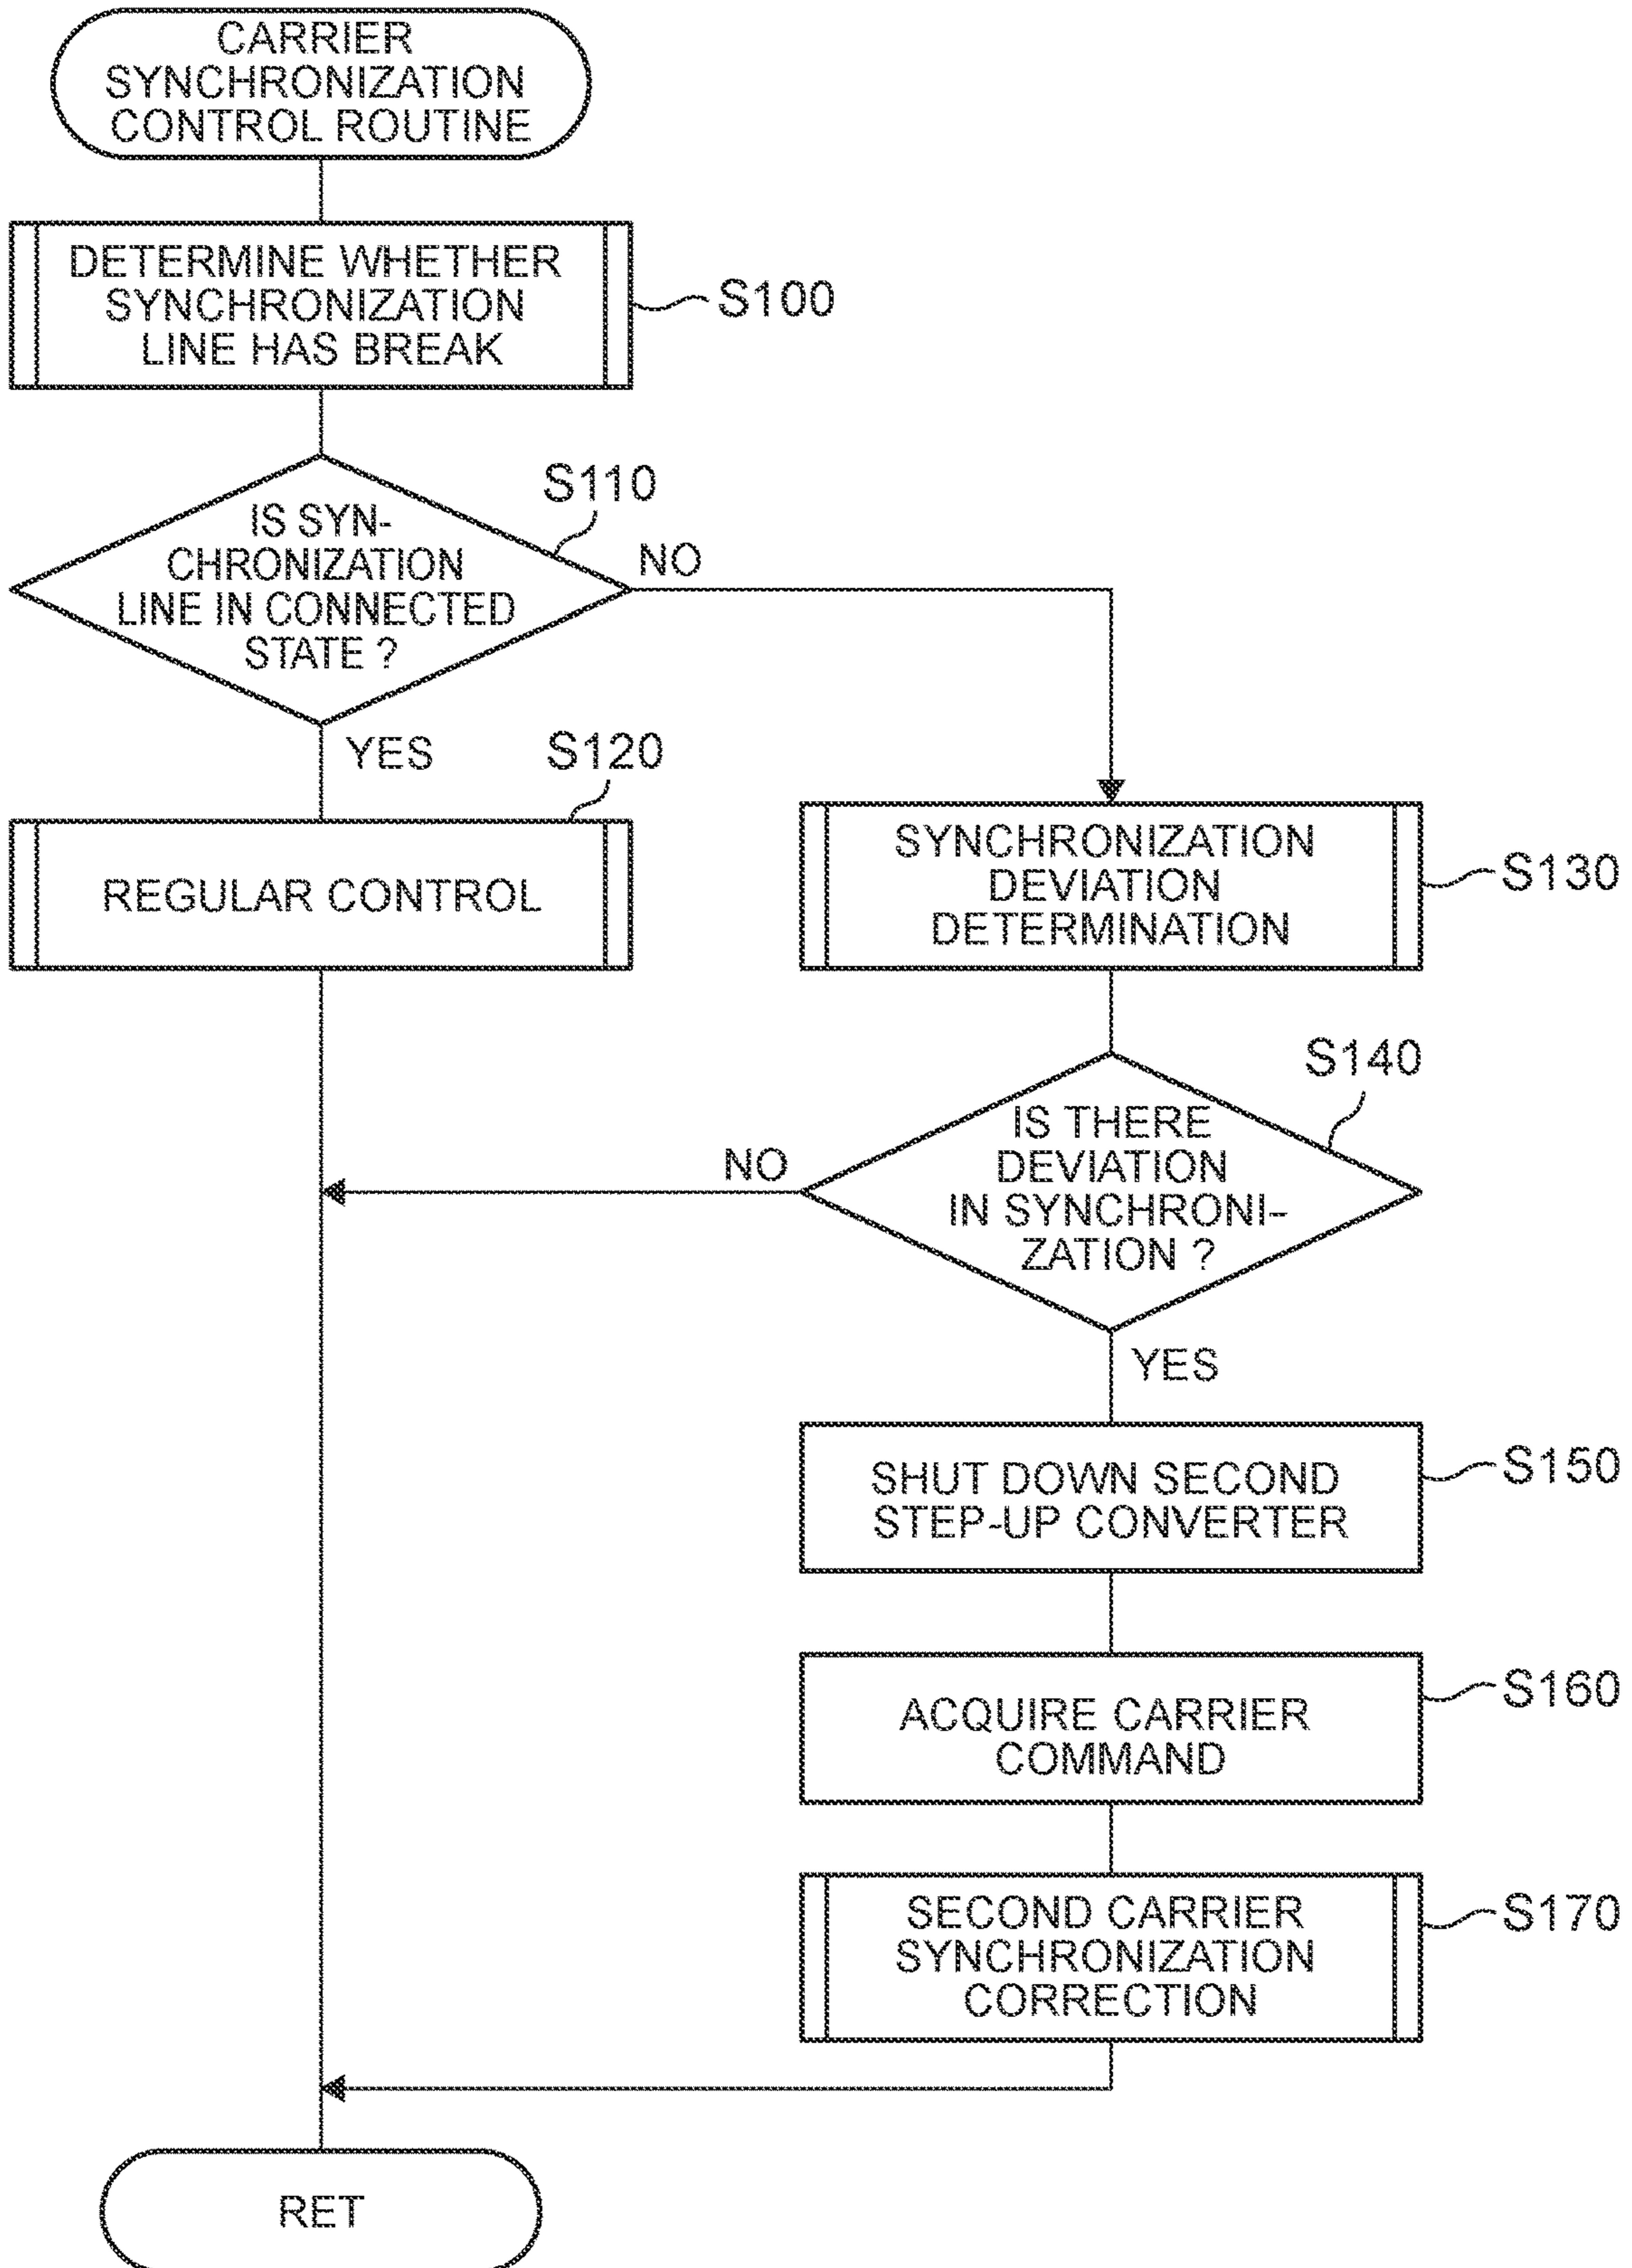 CARRIER
SYNCHRONIZATION
CONTROL ROUTINE
DETERMINE WHETHER
SYNCHRONIZATION
LINE HAS BREAK
S100
S110
IS SYN-
CHRONIZATION
LINE IN CONNECTED
STATE ?
NO
YES
S120
REGULAR CONTROL
SYNCHRONIZATION
DEVIATION
DETERMINATION
S130
S140
IS THERE
DEVIATION
IN SYNCHRONI-
ZATION ?
NO
YES
SHUT DOWN SECOND
STEP-UP CONVERTER
S150
ACQUIRE CARRIER
COMMAND
S160
SECOND CARRIER
SYNCHRONIZATION
CORRECTION
S170
RET